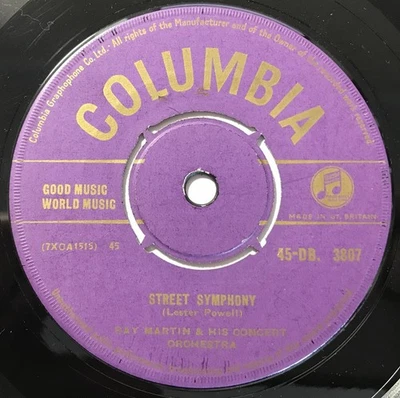 Columbia Graphophone Co., Ltd.- All rights of the Manufacturer and of the Owner of
COLUMBIA
GOOD MUSIC
WORLD MUSIC
MADE IN GT. BRITAIN
(7XCA1515) 45
45-DB. 3807
STREET SYMPHONY
(Lester Powell)
RAY MARTIN & HIS CONCERT
ORCHESTRA